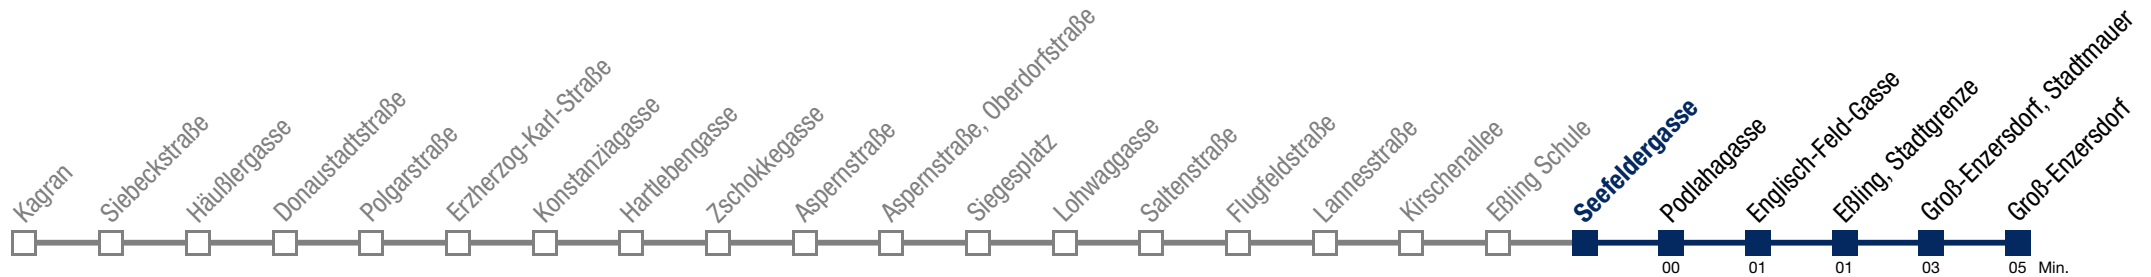 Kagran
Siebeckstraße
Häußlergasse
Donaustadtstraße
Polgarstraße
Erzherzog-Karl-Straße
Konstanziagasse
Hartlebengasse
Zschokkegasse
Aspernstraße
Aspernstraße, Oberdorfstraße
Siegesplatz
Lohwaggasse
Saltenstraße
Flugfeldstraße
Lannesstraße
Kirschenallee
Eßling Schule
Seefeldergasse
Podlahagasse
Englisch-Feld-Gasse
Eßling, Stadtgrenze
Groß-Enzersdorf, Stadtmauer
Groß-Enzersdorf
00 01 01 03 05 Min.